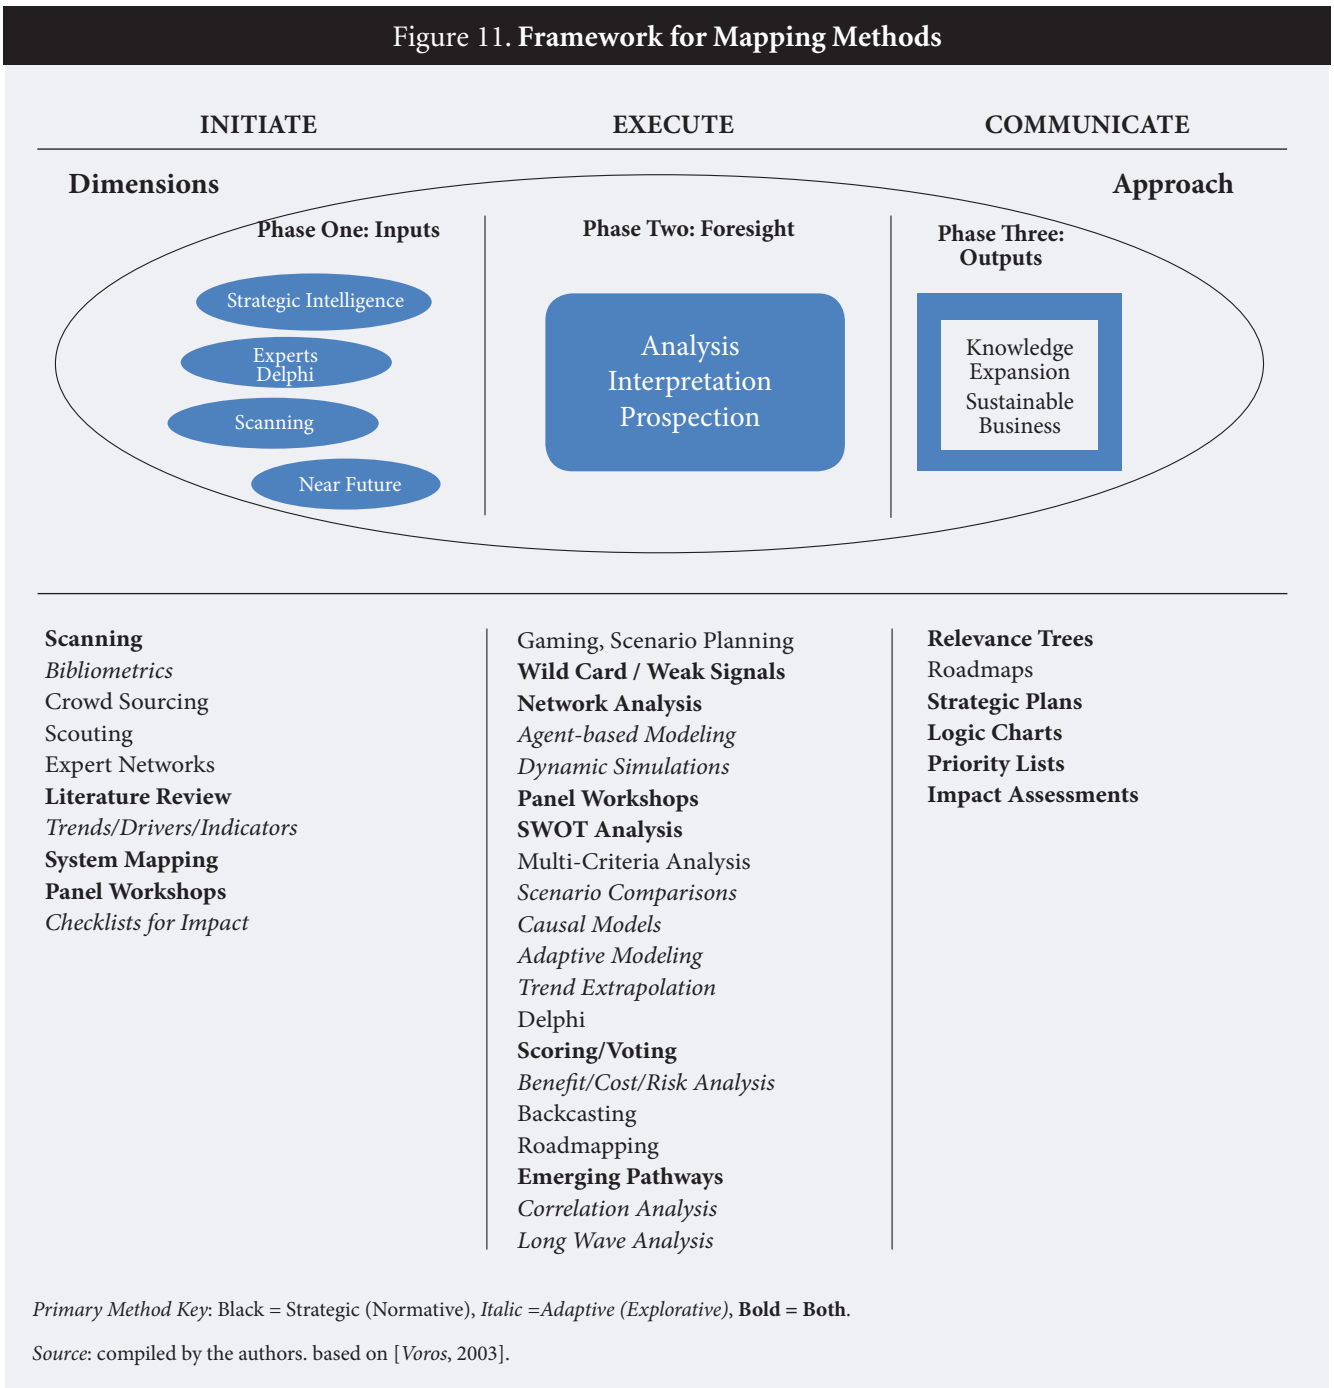 Figure 11. Framework for Mapping Methods
INITIATE
EXECUTE
COMMUNICATE
Dimensions
Approach
Phase One: Inputs
Strategic Intelligence
Experts
Delphi
Scanning
Near Future
Phase Two: Foresight
Analysis
Interpretation
Prospection
Phase Three:
Outputs
Knowledge
Expansion
Sustainable
Business
Scanning
Bibliometrics
Crowd Sourcing
Scouting
Expert Networks
Literature Review
Trends/Drivers/Indicators
System Mapping
Panel Workshops
Checklists for Impact
Gaming, Scenario Planning
Wild Card / Weak Signals
Network Analysis
Agent-based Modeling
Dynamic Simulations
Panel Workshops
SWOT Analysis
Multi-Criteria Analysis
Scenario Comparisons
Causal Models
Adaptive Modeling
Trend Extrapolation
Delphi
Scoring/Voting
Benefit/Cost/Risk Analysis
Backcasting
Roadmapping
Emerging Pathways
Correlation Analysis
Long Wave Analysis
Relevance Trees
Roadmaps
Strategic Plans
Logic Charts
Priority Lists
Impact Assessments
Primary Method Key: Black = Strategic (Normative), Italic =Adaptive (Explorative), Bold = Both.
Source: compiled by the authors. based on [Voros, 2003].